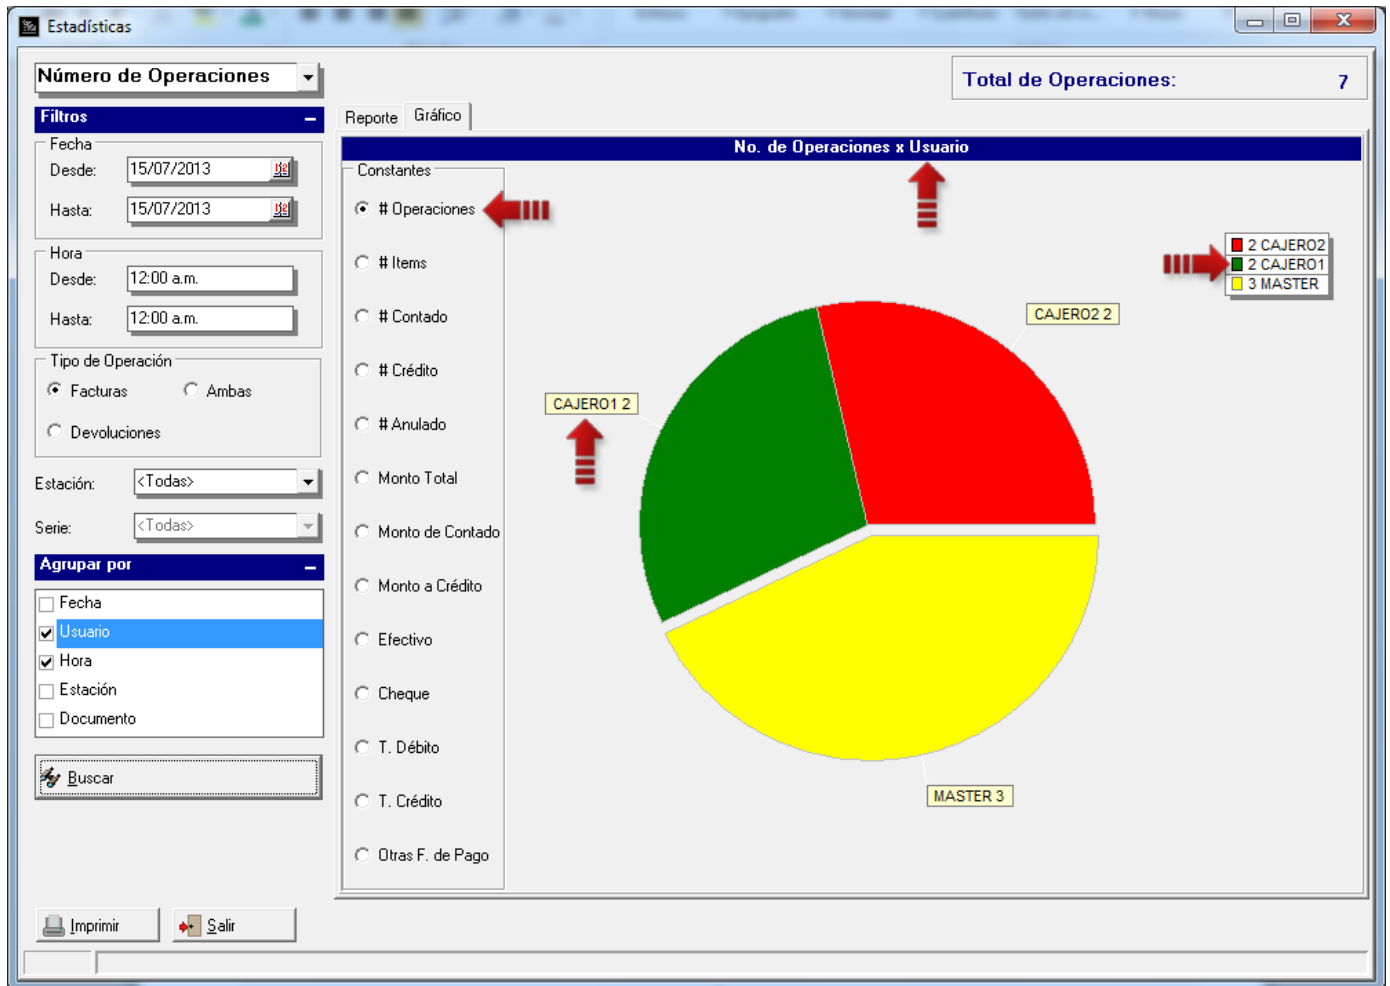 Estadísticas
Número de Operaciones
Total de Operaciones: 7
Filtros
Fecha
Desde: 15/07/2013
Hasta: 15/07/2013
Hora
Desde: 12:00 a.m.
Hasta: 12:00 a.m.
Tipo de Operación
Facturas Ambas
Devoluciones
Estación: <Todas>
Serie: <Todas>
Agrupar por
Fecha
Usuario
Hora
Estación
Documento
Buscar
Imprimir Salir
Reporte Gráfico
No. de Operaciones x Usuario
Constantes
# Operaciones
# Items
# Contado
# Crédito
# Anulado
Monto Total
Monto de Contado
Monto a Crédito
Efectivo
Cheque
T. Débito
T. Crédito
Otras F. de Pago
2 CAJERO2
2 CAJERO1
3 MASTER
CAJERO2 2
CAJERO1 2
MASTER 3